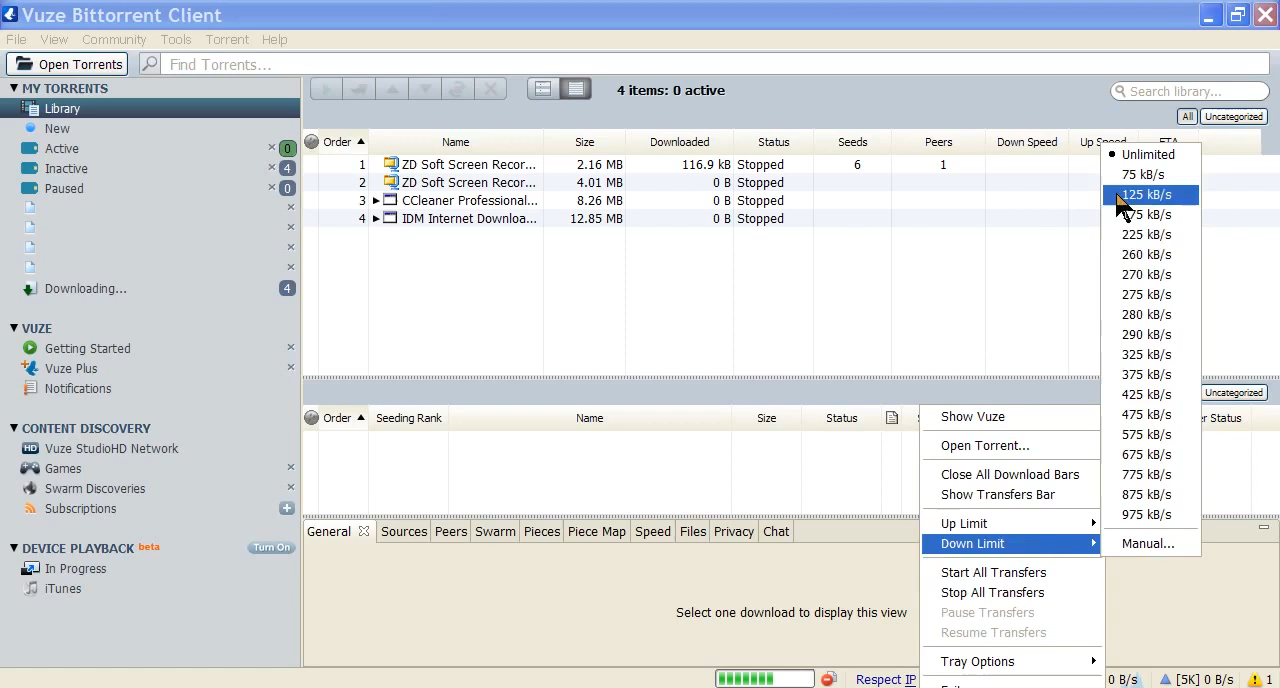 Vuze Bittorrent Client
File View Community Tools Torrent Help
Open Torrents Find Torrents...
MY TORRENTS
Library
New
Active 0
Inactive 4
Paused 0
Downloading... 4
VUZE
Getting Started
Vuze Plus
Notifications
CONTENT DISCOVERY
HD Vuze StudioHD Network
Games
Swarm Discoveries
Subscriptions
DEVICE PLAYBACK beta Turn On
In Progress
iTunes
4 items: 0 active Search library...
All Uncategorized
Order Name Size Downloaded Status Seeds Peers Down Speed Up Speed ETA
1 ZD Soft Screen Recor... 2.16 MB 116.9 kB Stopped 6 1
2 ZD Soft Screen Recor... 4.01 MB 0 B Stopped
3 CCleaner Professional... 8.26 MB 0 B Stopped
4 IDM Internet Downloa... 12.85 MB 0 B Stopped
Uncategorized
Order Seeding Rank Name Size Status
General Sources Peers Swarm Pieces Piece Map Speed Files Privacy Chat
Select one download to display this view
Show Vuze
Open Torrent...
Close All Download Bars
Show Transfers Bar
Up Limit
Down Limit
Start All Transfers
Stop All Transfers
Pause Transfers
Resume Transfers
Tray Options
Unlimited
75 kB/s
125 kB/s
175 kB/s
225 kB/s
260 kB/s
270 kB/s
275 kB/s
280 kB/s
290 kB/s
325 kB/s
375 kB/s
425 kB/s
475 kB/s
575 kB/s
675 kB/s
775 kB/s
875 kB/s
975 kB/s
Manual...
Respect IP 0 B/s [5K] 0 B/s 1